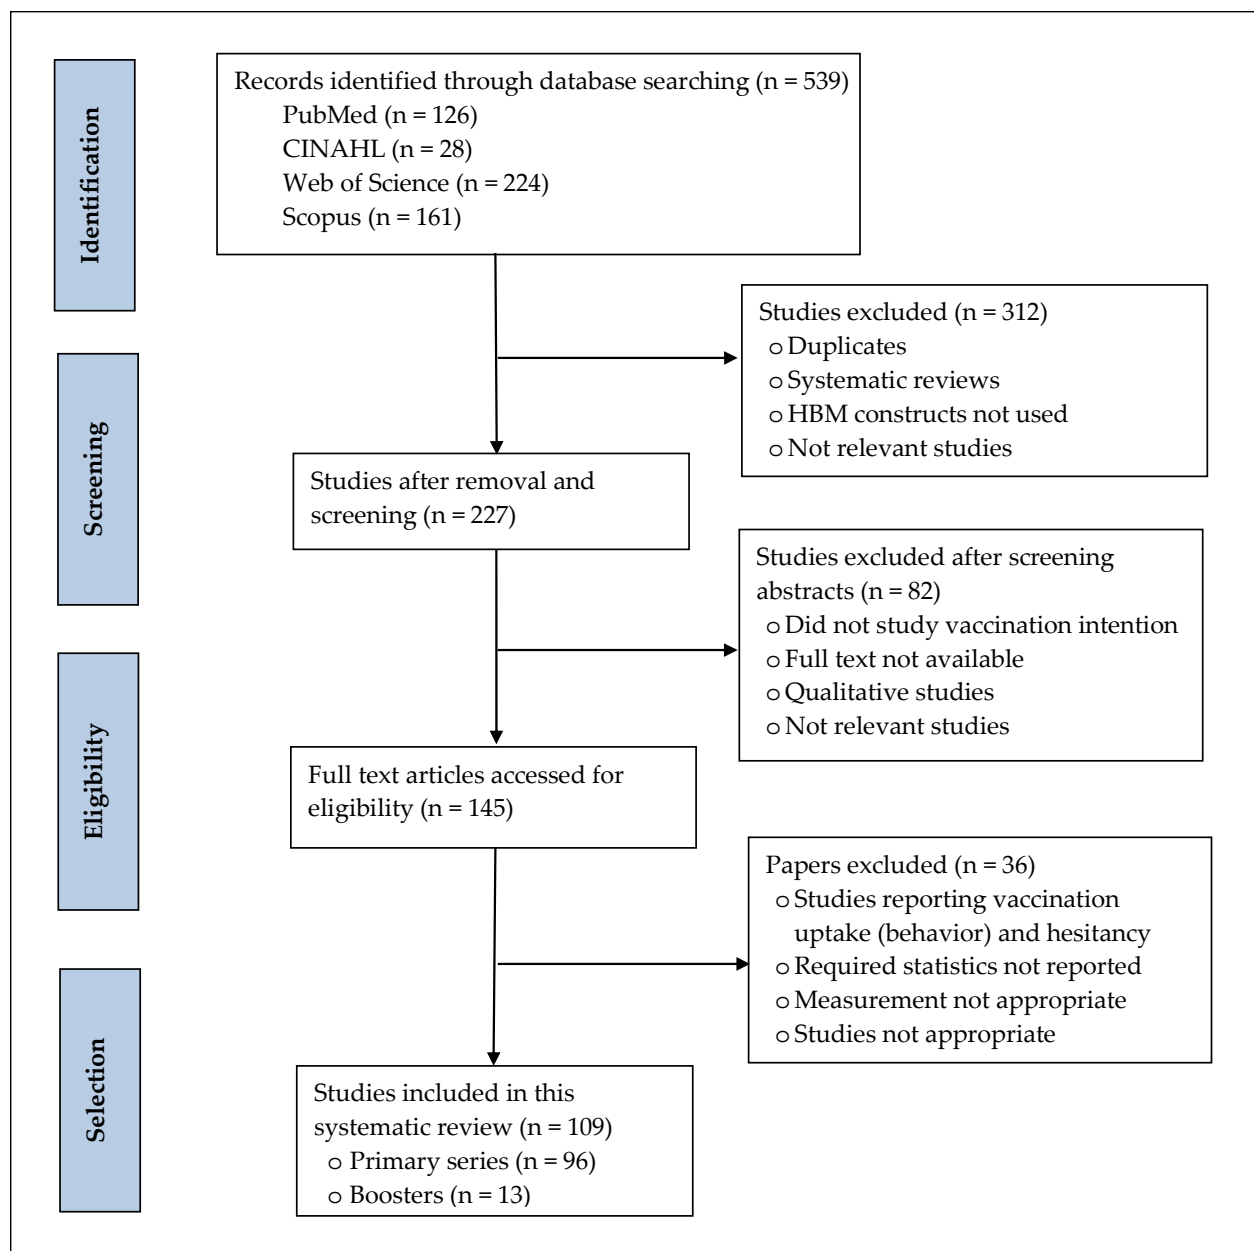 Identification
Records identified through database searching (n = 539)
PubMed (n = 126)
CINAHL (n = 28)
Web of Science (n = 224)
Scopus (n = 161)
Studies excluded (n = 312)
o Duplicates
o Systematic reviews
o HBM constructs not used
o Not relevant studies
Screening
Studies after removal and
screening (n = 227)
Studies excluded after screening
abstracts (n = 82)
o Did not study vaccination intention
o Full text not available
o Qualitative studies
o Not relevant studies
Eligibility
Full text articles accessed for
eligibility (n = 145)
Papers excluded (n = 36)
o Studies reporting vaccination
uptake (behavior) and hesitancy
o Required statistics not reported
o Measurement not appropriate
o Studies not appropriate
Selection
Studies included in this
systematic review (n = 109)
o Primary series (n = 96)
o Boosters (n = 13)